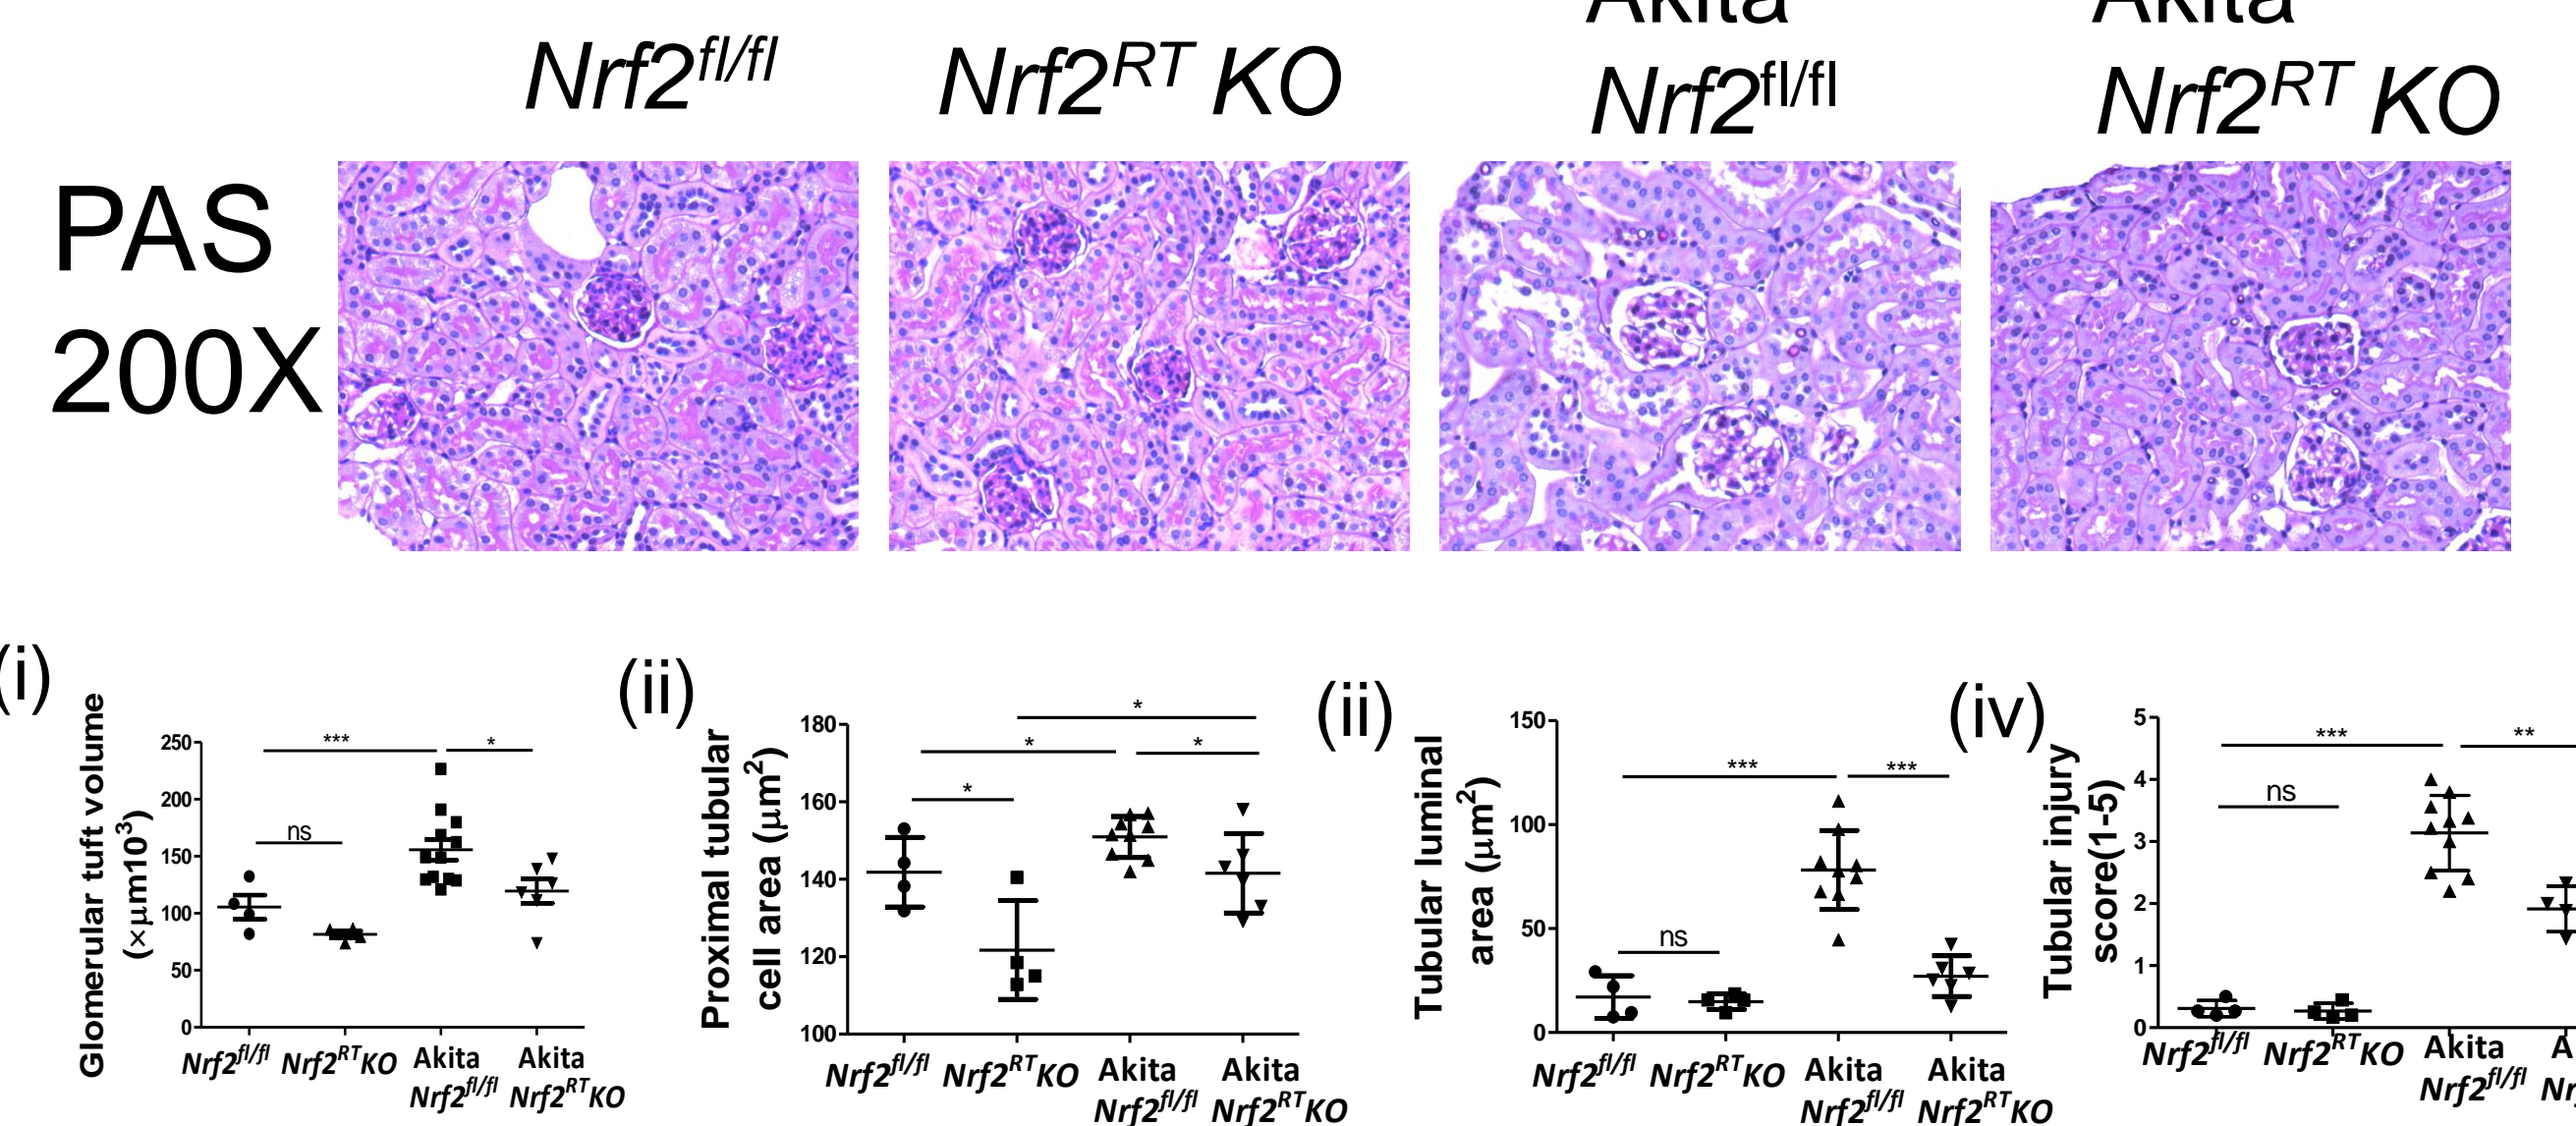 Akita Akita
Nrf2fl/fl Nrf2RT KO Nrf2fl/fl Nrf2RT KO
PAS
200X
(i)
Glomerular tuft volume
(×μm103)
250
200
150
100
50
0
*** *
ns
Nrf2fl/fl Nrf2RTKO Akita Akita
Nrf2fl/fl Nrf2RTKO
(ii)
Proximal tubular
cell area (μm2)
180
160
140
120
100
*
* *
*
Nrf2fl/fl Nrf2RTKO Akita Akita
Nrf2fl/fl Nrf2RTKO
(ii)
Tubular luminal
area (μm2)
150
100
50
0
*** ***
ns
Nrf2fl/fl Nrf2RTKO Akita Akita
Nrf2fl/fl Nrf2RTKO
(iv)
Tubular injury
score(1-5)
5
4
3
2
1
0
*** **
ns
Nrf2fl/fl Nrf2RTKO Akita
Nrf2fl/fl